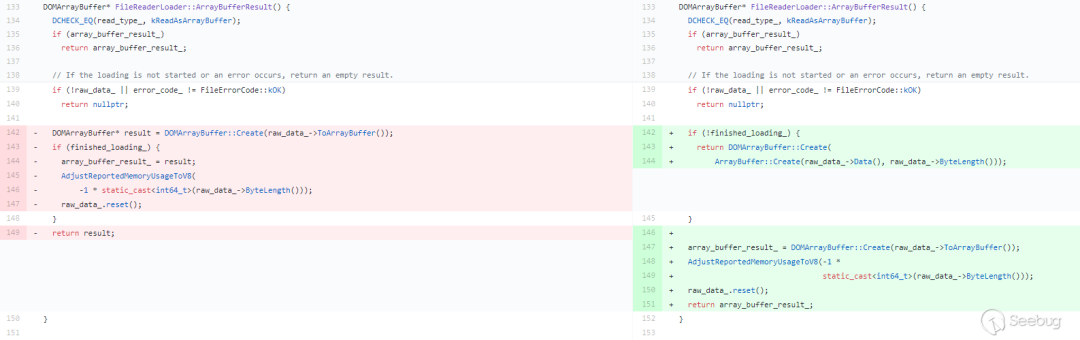 133 DOMArrayBuffer* FileReaderLoader::ArrayBufferResult() {
134 DCHECK_EQ(read_type_, kReadAsArrayBuffer);
135 if (array_buffer_result_)
136 return array_buffer_result_;
137
138 // If the loading is not started or an error occurs, return an empty result.
139 if (!raw_data_ || error_code_ != FileErrorCode::kOK)
140 return nullptr;
141
142 - DOMArrayBuffer* result = DOMArrayBuffer::Create(raw_data_->ToArrayBuffer());
143 - if (finished_loading_) {
144 - array_buffer_result_ = result;
145 - AdjustReportedMemoryUsageToV8(
146 - -1 * static_cast<int64_t>(raw_data_->ByteLength()));
147 - raw_data_.reset();
148 }
149 - return result;
150 }
151
133 DOMArrayBuffer* FileReaderLoader::ArrayBufferResult() {
134 DCHECK_EQ(read_type_, kReadAsArrayBuffer);
135 if (array_buffer_result_)
136 return array_buffer_result_;
137
138 // If the loading is not started or an error occurs, return an empty result.
139 if (!raw_data_ || error_code_ != FileErrorCode::kOK)
140 return nullptr;
141
142 + if (!finished_loading_) {
143 + return DOMArrayBuffer::Create(
144 + ArrayBuffer::Create(raw_data_->Data(), raw_data_->ByteLength()));
145 }
146 +
147 + array_buffer_result_ = DOMArrayBuffer::Create(raw_data_->ToArrayBuffer());
148 + AdjustReportedMemoryUsageToV8(-1 *
149 + static_cast<int64_t>(raw_data_->ByteLength()));
150 + raw_data_.reset();
151 + return array_buffer_result_;
152 }
153
Seebug